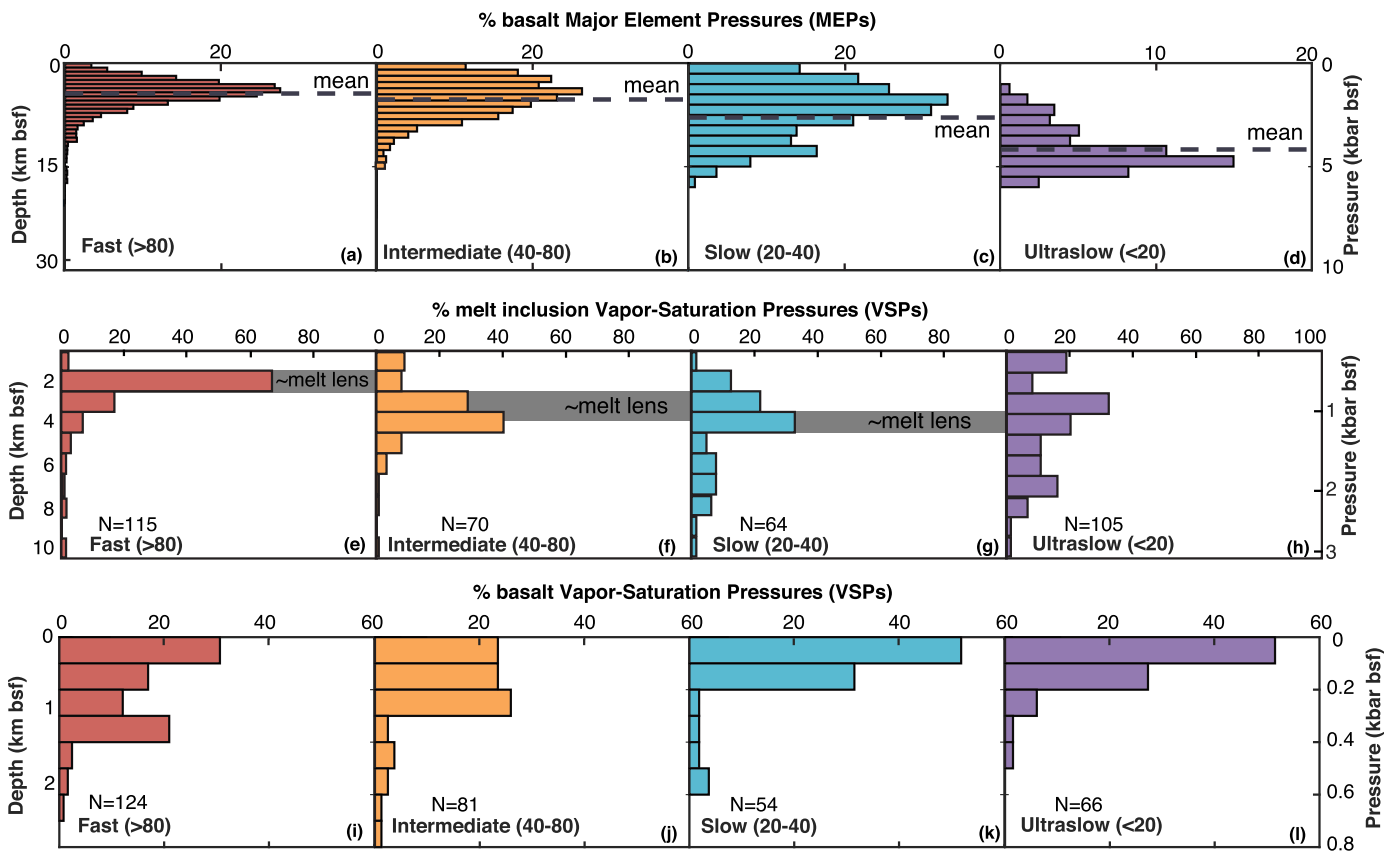 % basalt Major Element Pressures (MEPs)
0 20 0 20 0 20 0 10 20
0 0
mean mean mean mean
15 5
30 10
Depth (km bsf)
Pressure (kbar bsf)
Fast (>80) (a) Intermediate (40-80) (b) Slow (20-40) (c) Ultraslow (<20) (d)
% melt inclusion Vapor-Saturation Pressures (VSPs)
0 20 40 60 80 0 20 40 60 80 0 20 40 60 80 0 20 40 60 80 100
2 ~melt lens
4 ~melt lens ~melt lens 1
6
8 2
10 3
Depth (km bsf)
Pressure (kbar bsf)
N=115 N=70 N=64 N=105
Fast (>80) (e) Intermediate (40-80) (f) Slow (20-40) (g) Ultraslow (<20) (h)
% basalt Vapor-Saturation Pressures (VSPs)
0 20 40 60 20 40 60 20 40 60 20 40 60
0 0
0.2
1
0.4
2 0.6
0.8
Depth (km bsf)
Pressure (kbar bsf)
N=124 N=81 N=54 N=66
Fast (>80) (i) Intermediate (40-80) (j) Slow (20-40) (k) Ultraslow (<20) (l)